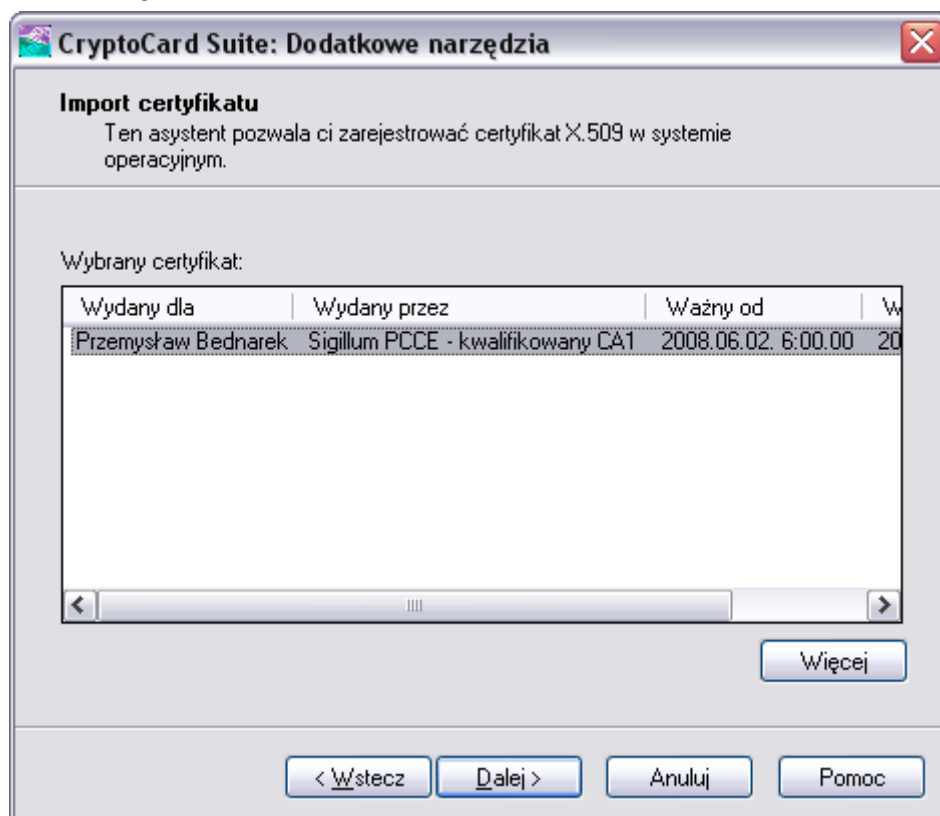 CryptoCard Suite: Dodatkowe narzędzia
Import certyfikatu
Ten asystent pozwala ci zarejestrować certyfikat X.509 w systemie
operacyjnym.
Wybrany certyfikat:
Wydany dla Wydany przez Ważny od W
Przemysław Bednarek Sigillum PCCE - kwalifikowany CA1 2008.06.02. 6:00.00 20
Więcej
< Wstecz Dalej > Anuluj Pomoc